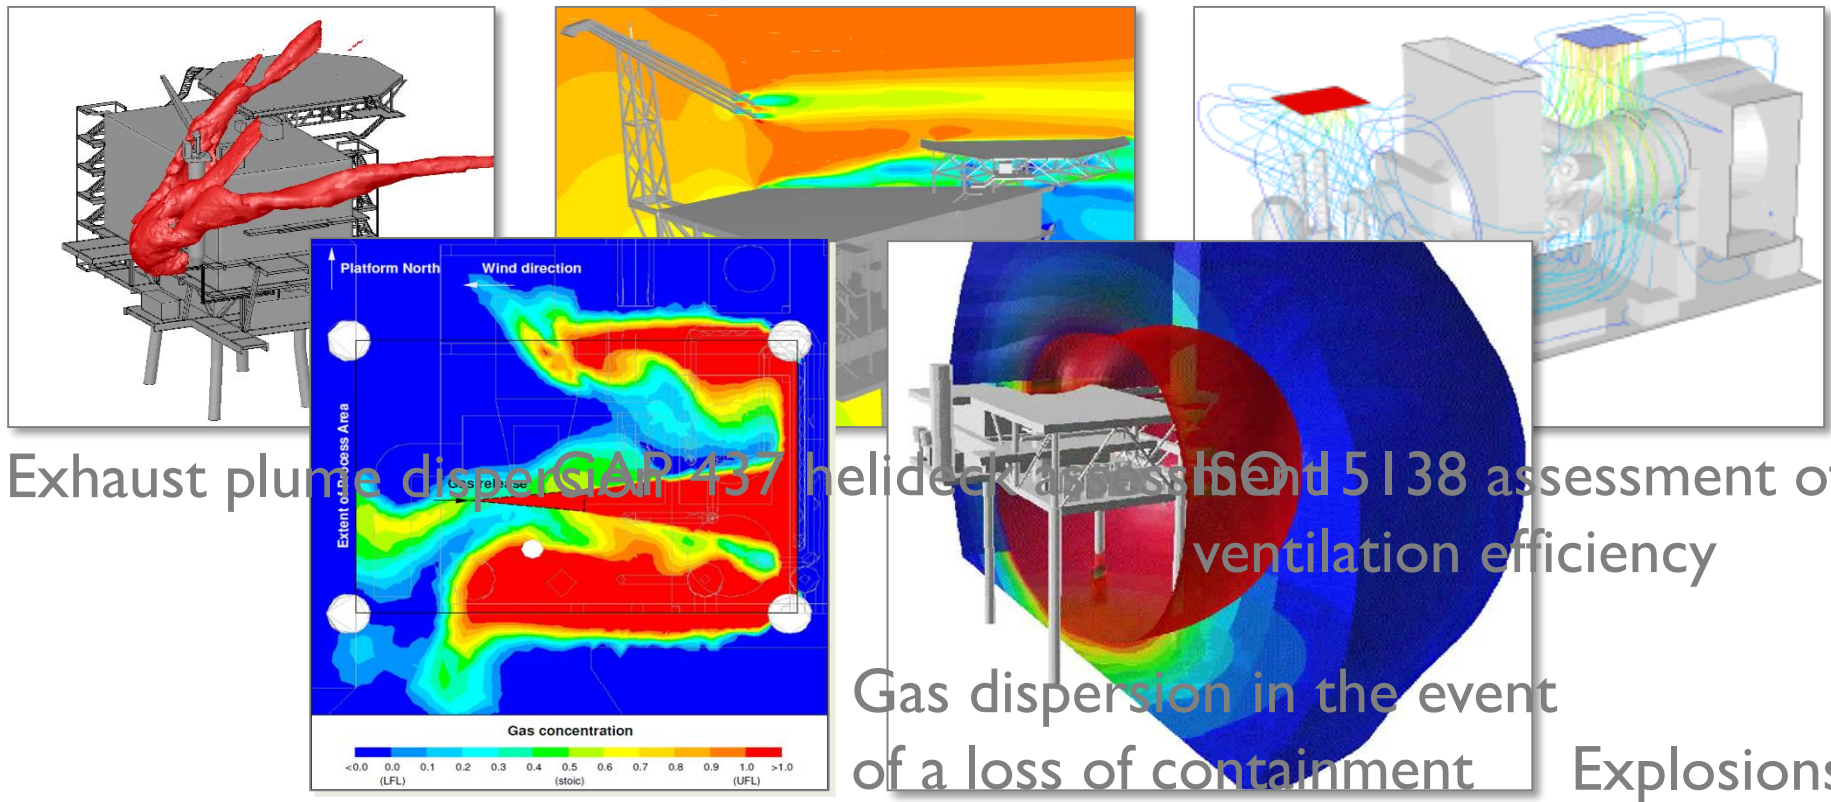 Platform North
Wind direction
Extent of Process Area
Gas release
Gas concentration
<0.0 0.0 0.1 0.2 0.3 0.4 0.5 0.6 0.7 0.8 0.9 1.0 >1.0
(LFL) (stoic) (UFL)
Exhaust plume dispersion
CAP 437 helideck assessment
ISO 15138 assessment of
ventilation efficiency
Gas dispersion in the event
of a loss of containment
Explosions